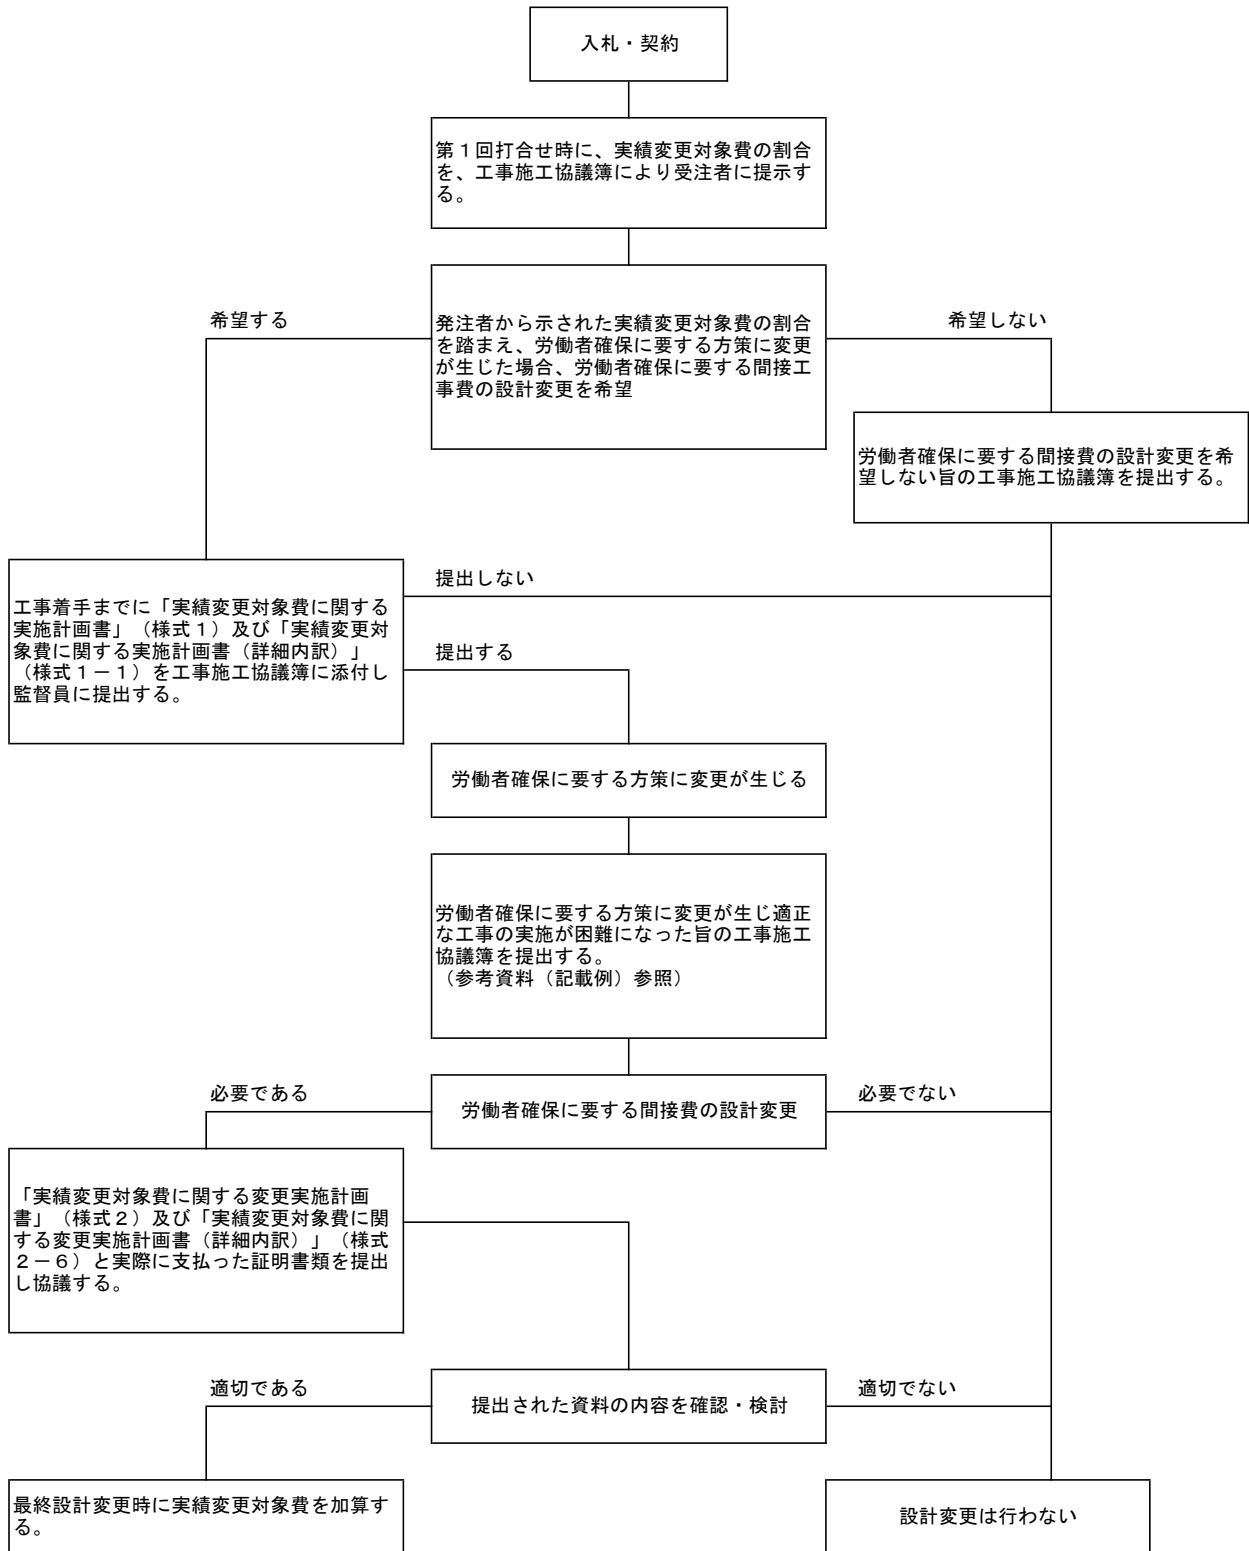 入札・契約
第1回打合せ時に、実績変更対象費の割合
を、工事施工協議簿により受注者に提示す
る。
希望する
希望しない
発注者から示された実績変更対象費の割合
を踏まえ、労働者確保に要する方策に変更
が生じた場合、労働者確保に要する間接工
事費の設計変更を希望
労働者確保に要する間接費の設計変更を希
望しない旨の工事施工協議簿を提出する。
提出しない
工事着手までに「実績変更対象費に関する
実施計画書」（様式1）及び「実績変更対
象費に関する実施計画書（詳細内訳）」
（様式1－1）を工事施工協議簿に添付し
監督員に提出する。
提出する
労働者確保に要する方策に変更が生じる
労働者確保に要する方策に変更が生じ適正
な工事の実施が困難になった旨の工事施工
協議簿を提出する。
（参考資料（記載例）参照）
必要である
労働者確保に要する間接費の設計変更
必要でない
「実績変更対象費に関する変更実施計画
書」（様式2）及び「実績変更対象費に関
する変更実施計画書（詳細内訳）」（様式
2－6）と実際に支払った証明書類を提出
し協議する。
適切である
提出された資料の内容を確認・検討
適切でない
最終設計変更時に実績変更対象費を加算す
る。
設計変更は行わない